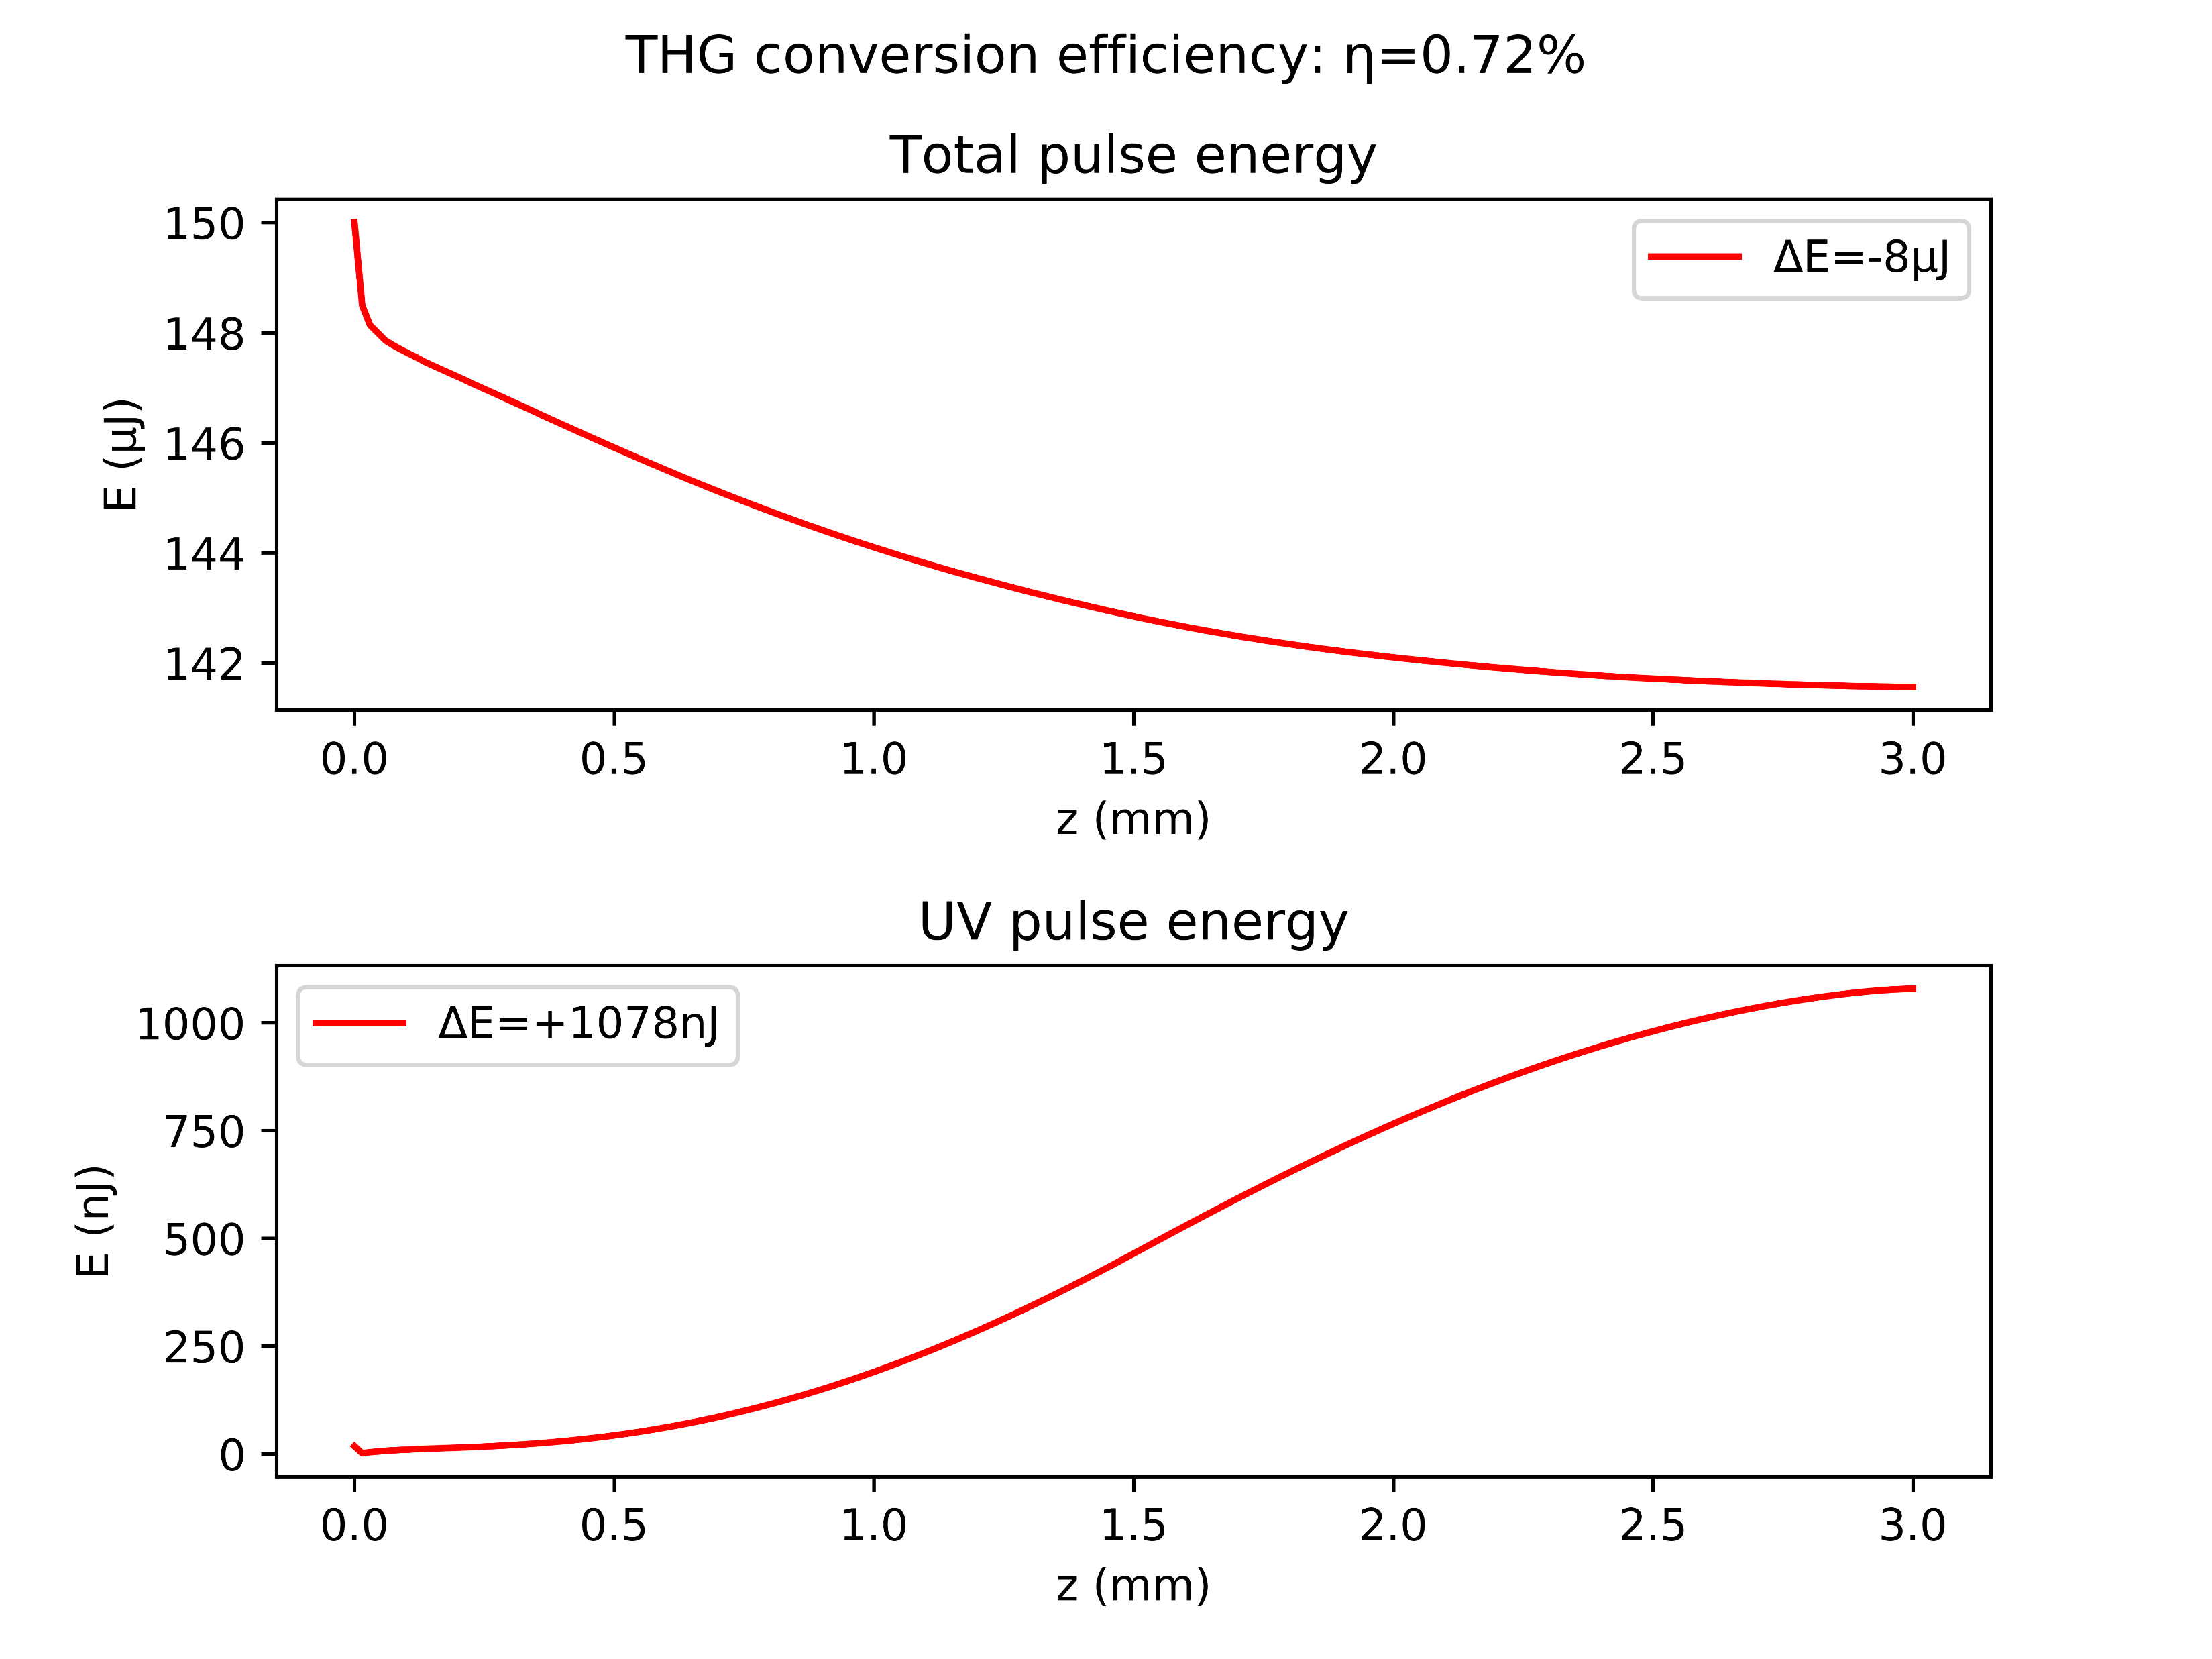 THG conversion efficiency: η=0.72%
Total pulse energy
E (µJ)
150
148
146
144
142
ΔE=-8µJ
0.0 0.5 1.0 1.5 2.0 2.5 3.0
z (mm)
UV pulse energy
E (nJ)
1000
750
500
250
0
ΔE=+1078nJ
0.0 0.5 1.0 1.5 2.0 2.5 3.0
z (mm)